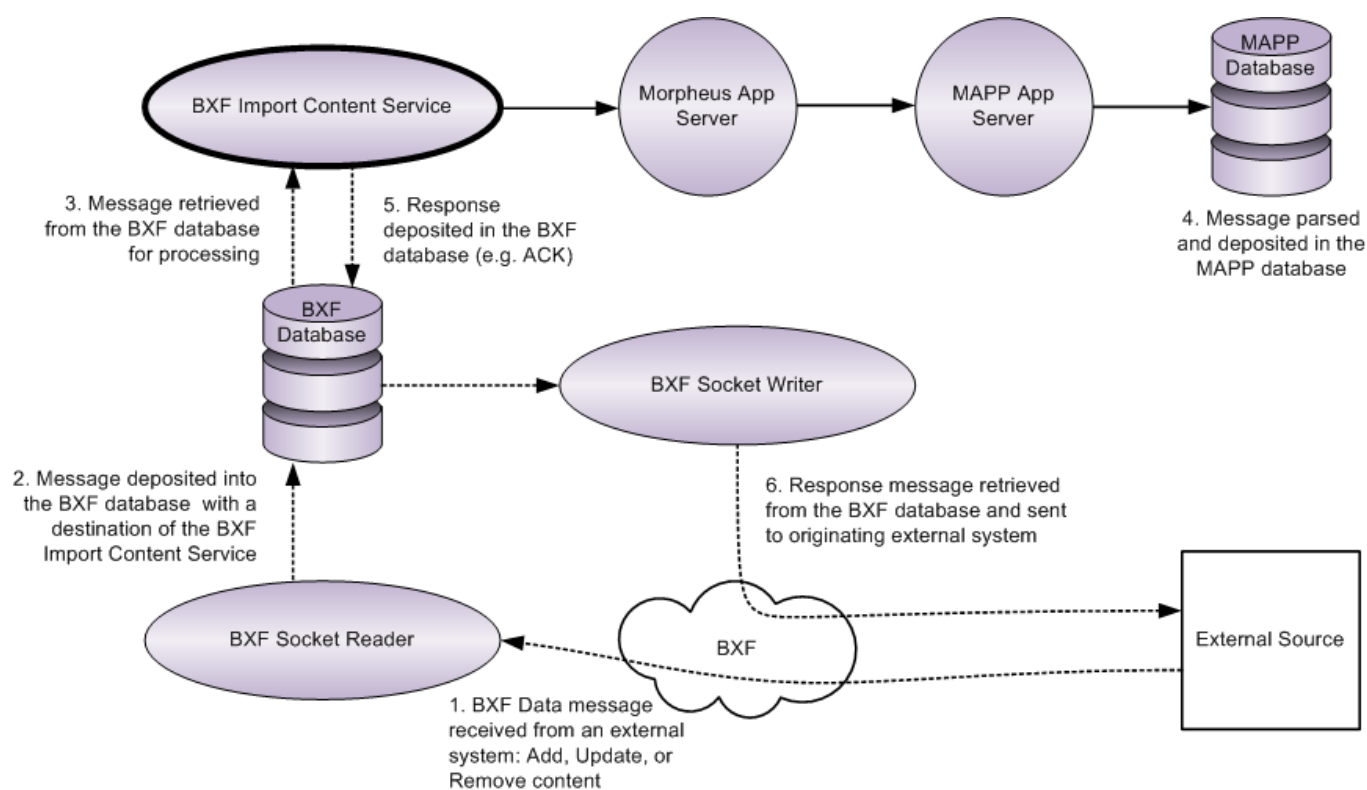 BXF Import Content Service
Morpheus App
Server
MAPP App
Server
MAPP
Database
3. Message retrieved
from the BXF database
for processing
5. Response
deposited in the BXF
database (e.g. ACK)
4. Message parsed
and deposited in the
MAPP database
BXF
Database
BXF Socket Writer
2. Message deposited into
the BXF database with a
destination of the BXF
Import Content Service
6. Response message retrieved
from the BXF database and sent
to originating external system
BXF Socket Reader
BXF
External Source
1. BXF Data message
received from an external
system: Add, Update, or
Remove content